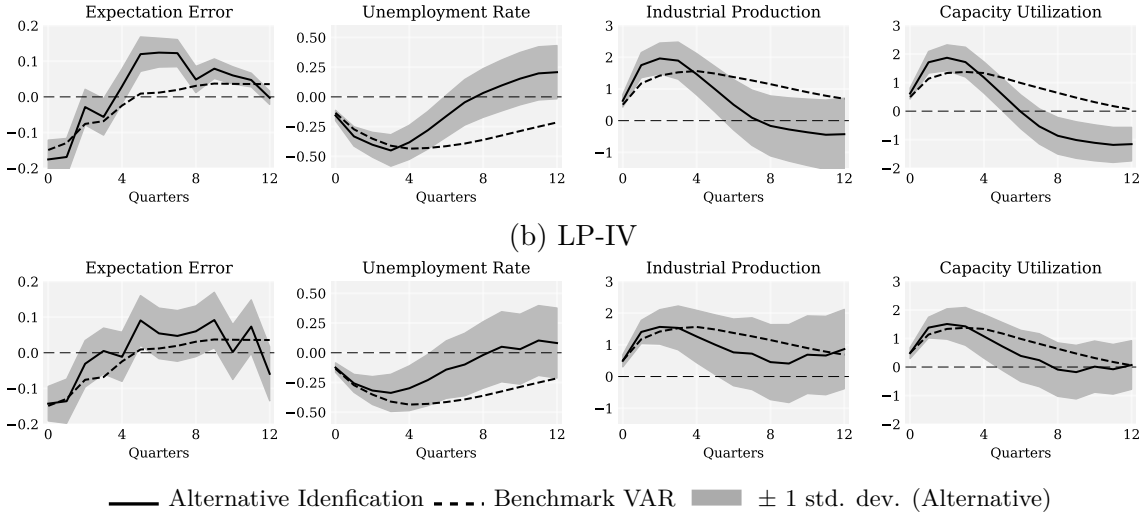 Expectation Error Unemployment Rate Industrial Production Capacity Utilization
0.2 0.1 0.0 −0.1 −0.2
0.50 0.25 0.00 −0.25 −0.50
3 2 1 0 −1
3 2 1 0 −1 −2
0 4 8 12 0 4 8 12 0 4 8 12 0 4 8 12
Quarters Quarters Quarters Quarters
(b) LP-IV
Expectation Error Unemployment Rate Industrial Production Capacity Utilization
0.2 0.1 0.0 −0.1 −0.2
0.50 0.25 0.00 −0.25 −0.50
3 2 1 0 −1
3 2 1 0 −1 −2
0 4 8 12 0 4 8 12 0 4 8 12 0 4 8 12
Quarters Quarters Quarters Quarters
Alternative Idenfication Benchmark VAR ± 1 std. dev. (Alternative)